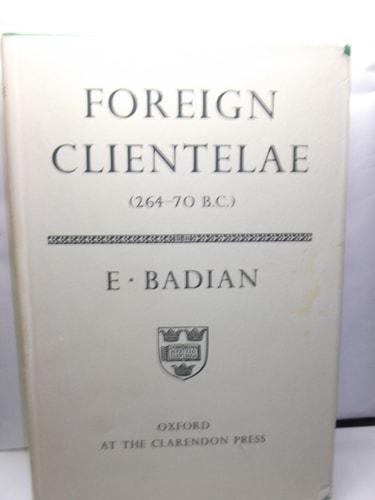 FOREIGN
CLIENTELAE
(264–70 B.C.)
E · BADIAN
OXFORD
AT THE CLARENDON PRESS